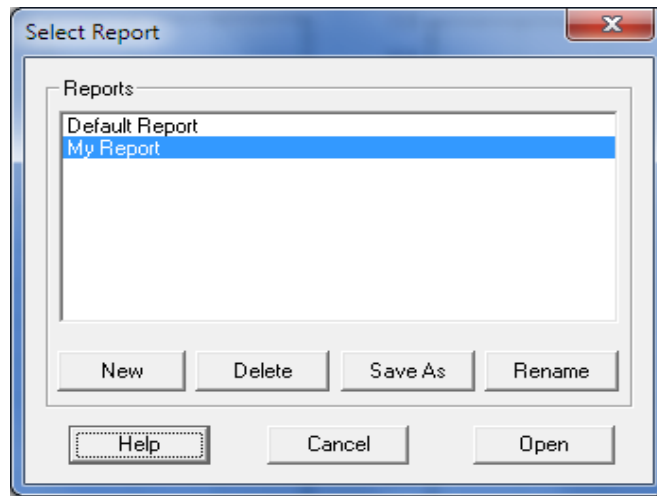 Select Report
Reports
Default Report
My Report
New Delete Save As Rename
Help Cancel Open